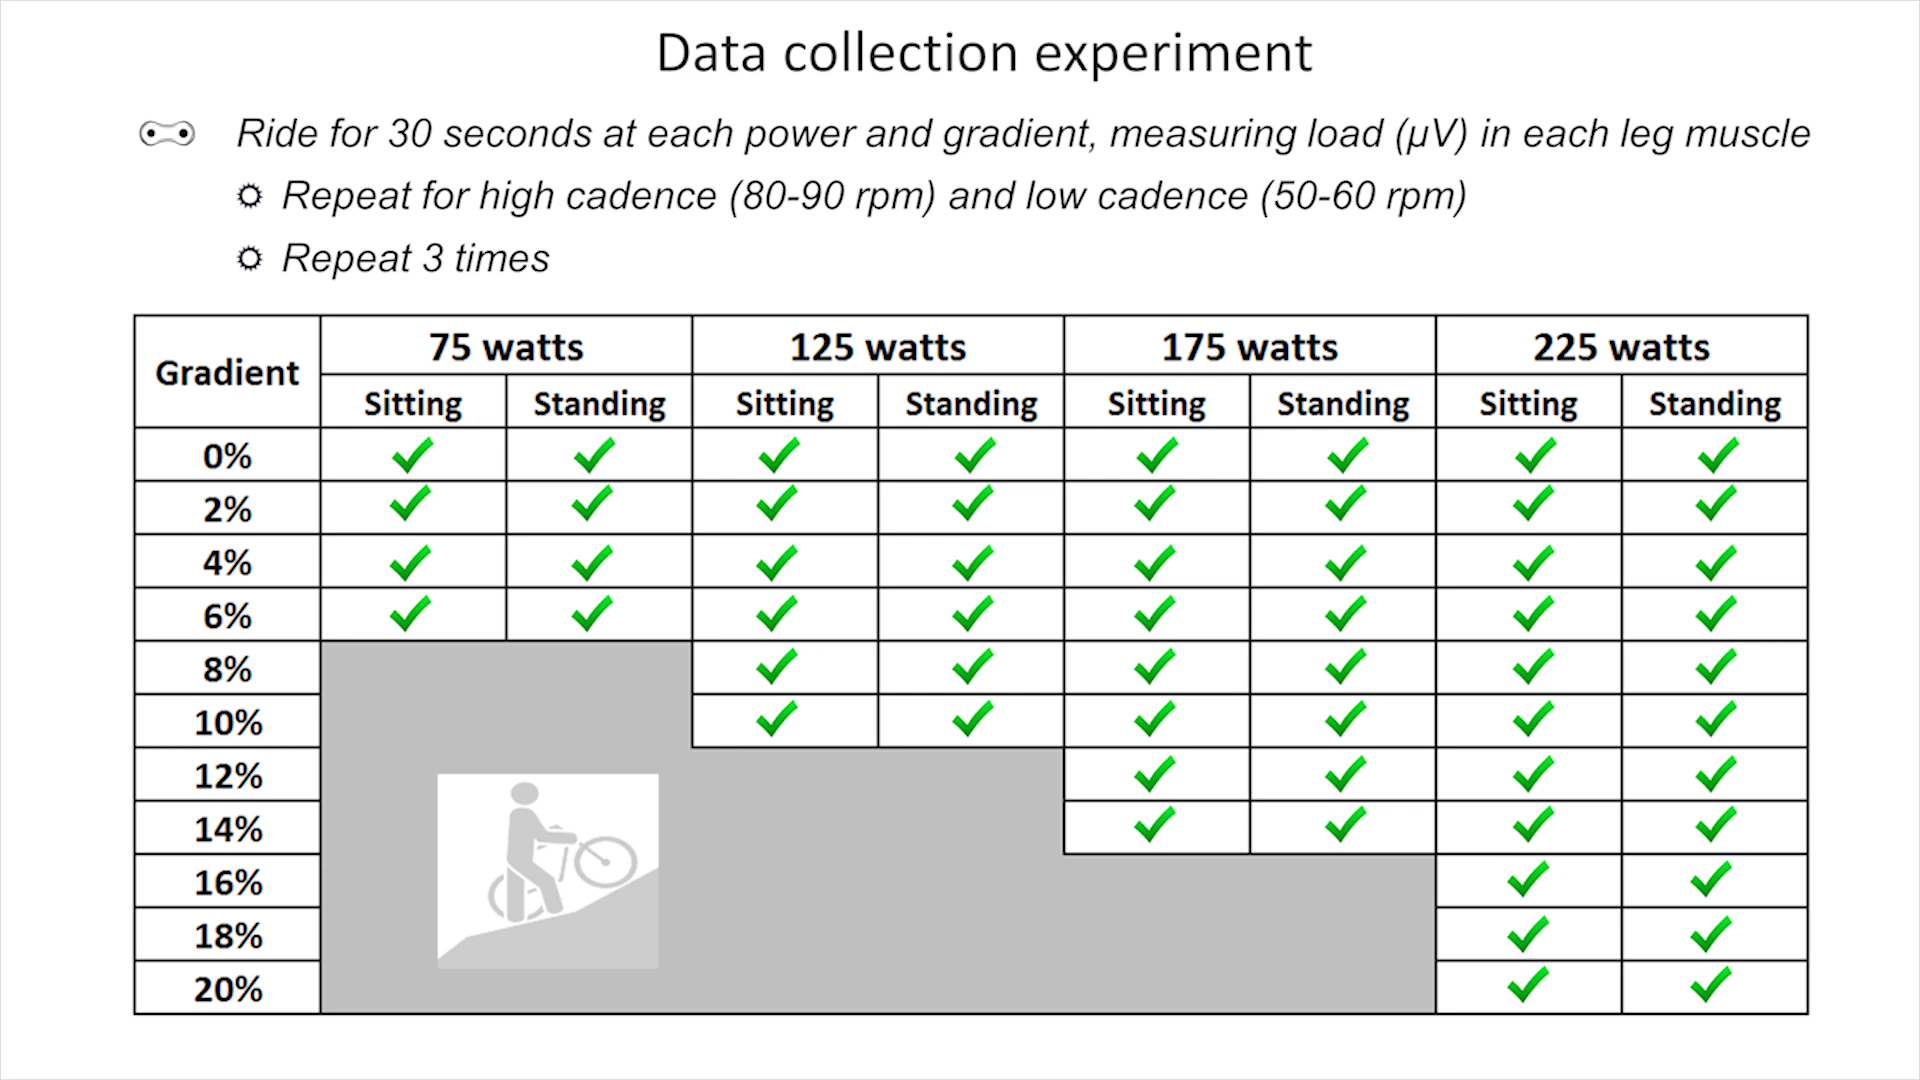 Data collection experiment
Ride for 30 seconds at each power and gradient, measuring load (µV) in each leg muscle
Repeat for high cadence (80-90 rpm) and low cadence (50-60 rpm)
Repeat 3 times
Gradient 75 watts 125 watts 175 watts 225 watts
Sitting Standing Sitting Standing Sitting Standing Sitting Standing
0%
2%
4%
6%
8%
10%
12%
14%
16%
18%
20%